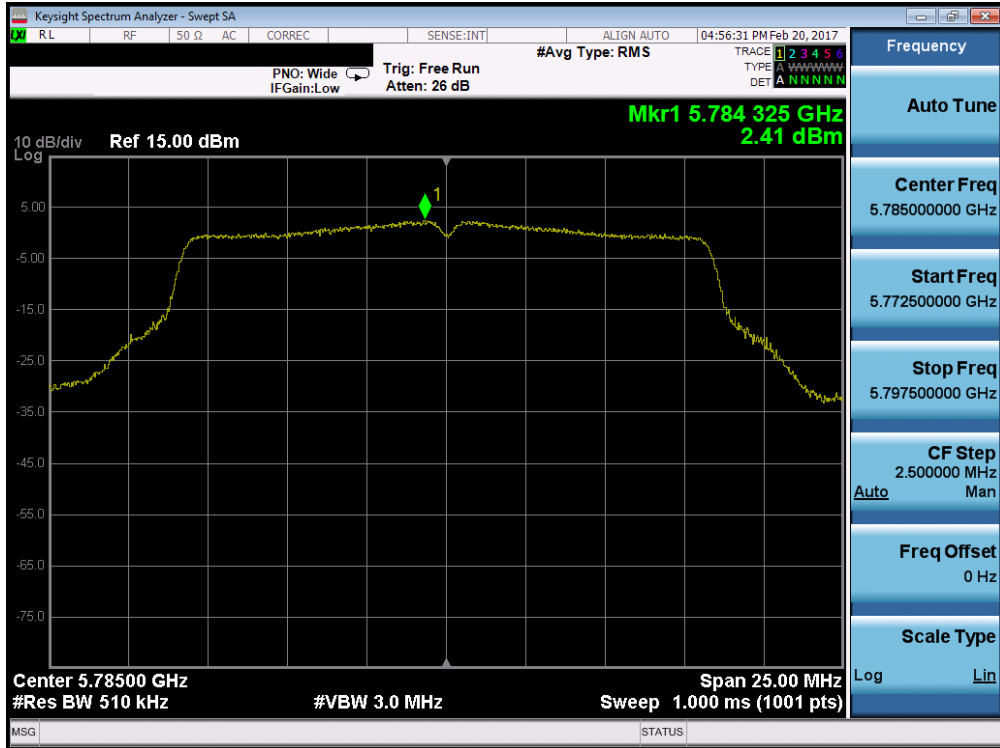 Keysight Spectrum Analyzer - Swept SA
LXI RL RF 50 Ω AC CORREC SENSE:INT ALIGN AUTO 04:56:31 PM Feb 20, 2017
#Avg Type: RMS TRACE 1 2 3 4 5 6
PNO: Wide Trig: Free Run TYPE A WWWWW
IFGain:Low Atten: 26 dB DET A N N N N N
Mkr1 5.784 325 GHz
2.41 dBm
10 dB/div Ref 15.00 dBm
Log
1
5.00
-5.00
-15.0
-25.0
-35.0
-45.0
-55.0
-65.0
-75.0
Center 5.78500 GHz Span 25.00 MHz
#Res BW 510 kHz #VBW 3.0 MHz Sweep 1.000 ms (1001 pts)
MSG STATUS
Frequency
Auto Tune
Center Freq
5.785000000 GHz
Start Freq
5.772500000 GHz
Stop Freq
5.797500000 GHz
CF Step
2.500000 MHz
Auto Man
Freq Offset
0 Hz
Scale Type
Log Lin